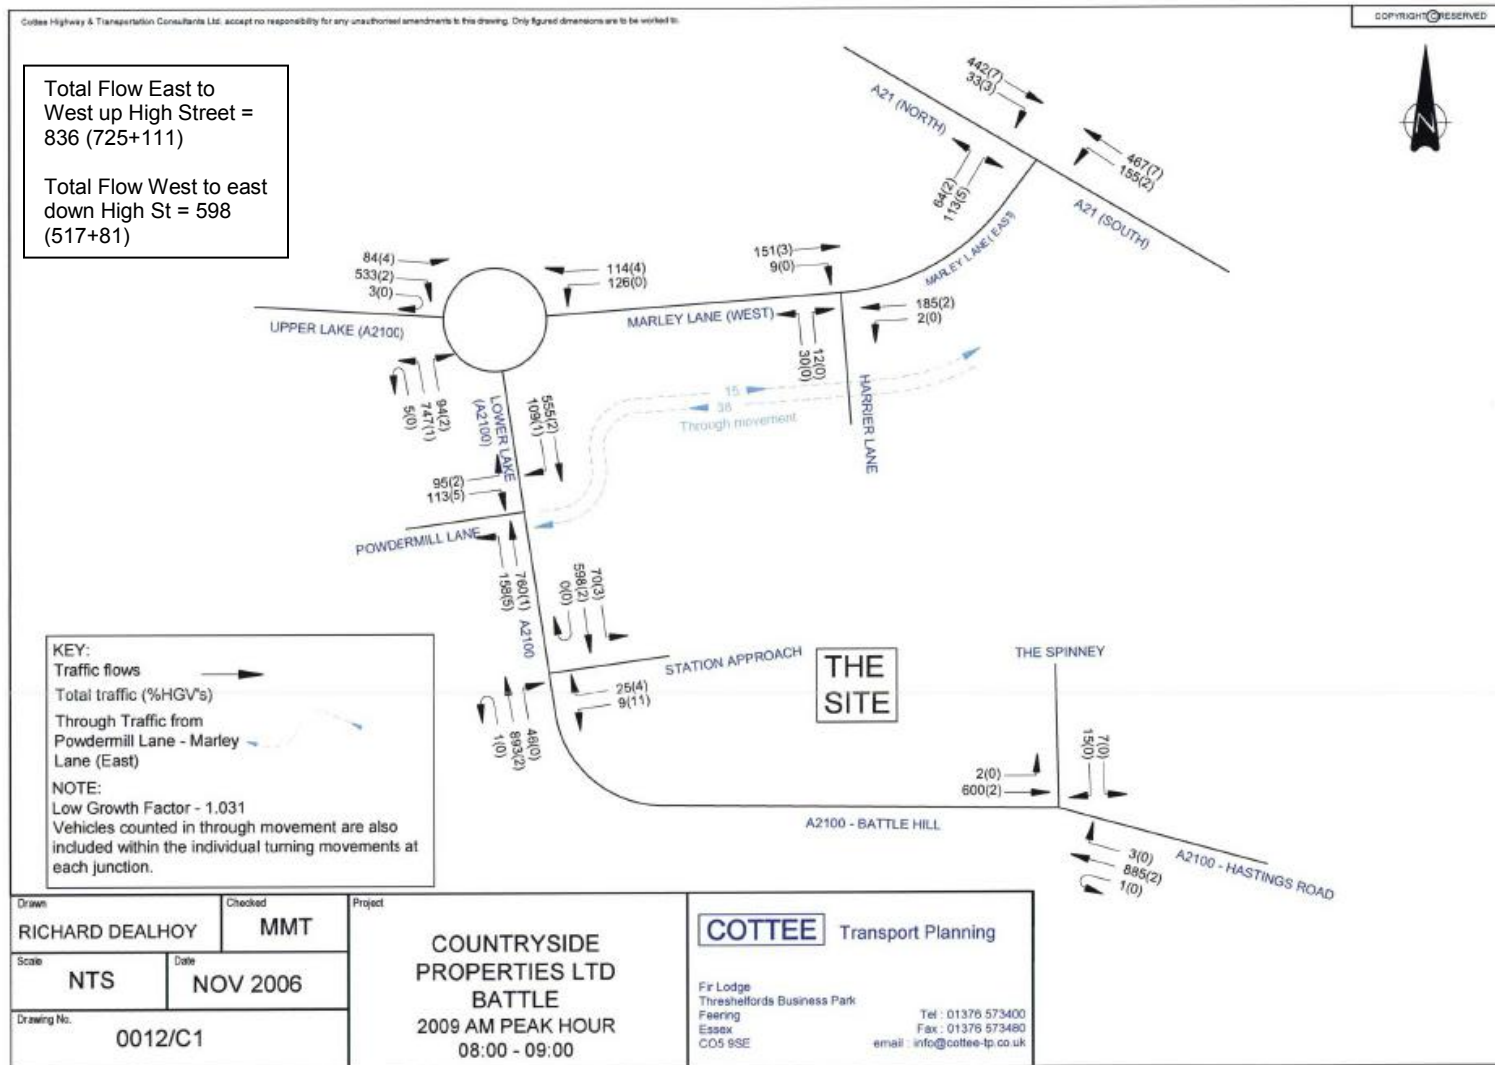 Cottee Highway & Transportation Consultants Ltd. accept no responsibility for any unauthorised amendments to this drawing. Only figured dimensions are to be worked to.
COPYRIGHT © RESERVED
Total Flow East to
West up High Street =
836 (725+111)
Total Flow West to east
down High St = 598
(517+81)
442(7)
33(3)
A21 (NORTH)
N
467(7)
155(2)
64(2)
113(5)
A21 (SOUTH)
MARLEY LANE (EAST)
84(4)
533(2)
3(0)
114(4)
126(0)
151(3)
9(0)
185(2)
2(0)
UPPER LAKE (A2100)
MARLEY LANE (WEST)
12(0)
30(0)
HARRIER LANE
94(2)
747(1)
5(0)
LOWER LAKE
(A2100)
555(2)
109(1)
15
36
Through movement
95(2)
113(5)
POWDERMILL LANE
760(1)
158(5)
A2100
70(3)
598(2)
0(0)
STATION APPROACH
25(4)
9(11)
46(0)
893(2)
1(0)
THE
SITE
THE SPINNEY
7(0)
15(0)
2(0)
600(2)
A2100 - BATTLE HILL
3(0)
885(2)
1(0)
A2100 - HASTINGS ROAD
KEY:
Traffic flows
Total traffic (%HGV's)
Through Traffic from
Powdermill Lane - Marley
Lane (East)
NOTE:
Low Growth Factor - 1.031
Vehicles counted in through movement are also
included within the individual turning movements at
each junction.
Drawn
RICHARD DEALHOY
Checked
MMT
Scale
NTS
Date
NOV 2006
Drawing No.
0012/C1
Project
COUNTRYSIDE
PROPERTIES LTD
BATTLE
2009 AM PEAK HOUR
08:00 - 09:00
COTTEE Transport Planning
Fir Lodge
Threshelfords Business Park
Feering
Essex
CO5 9SE
Tel : 01376 573400
Fax : 01376 573480
email : info@cottee-tp.co.uk